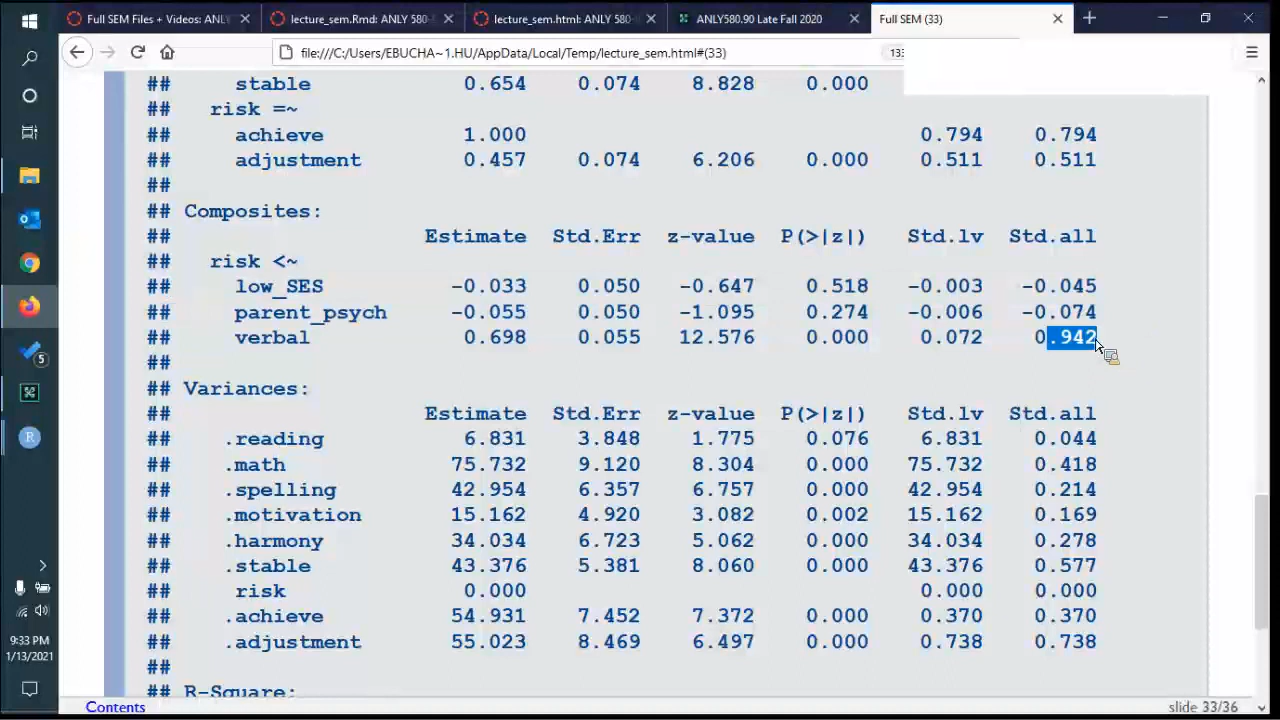 Full SEM Files + Videos: ANL
lecture_sem.Rmd: ANLY 580-
lecture_sem.html: ANLY 580-
ANLY580.90 Late Fall 2020
Full SEM (33)
file:///C:/Users/EBUCHA~1.HU/AppData/Local/Temp/lecture_sem.html#(33)
133
## stable 0.654 0.074 8.828 0.000
## risk =~
## achieve 1.000 0.794 0.794
## adjustment 0.457 0.074 6.206 0.000 0.511 0.511
##
## Composites:
## Estimate Std.Err z-value P(>|z|) Std.lv Std.all
## risk <~
## low_SES -0.033 0.050 -0.647 0.518 -0.003 -0.045
## parent_psych -0.055 0.050 -1.095 0.274 -0.006 -0.074
## verbal 0.698 0.055 12.576 0.000 0.072 0.942
##
## Variances:
## Estimate Std.Err z-value P(>|z|) Std.lv Std.all
## .reading 6.831 3.848 1.775 0.076 6.831 0.044
## .math 75.732 9.120 8.304 0.000 75.732 0.418
## .spelling 42.954 6.357 6.757 0.000 42.954 0.214
## .motivation 15.162 4.920 3.082 0.002 15.162 0.169
## .harmony 34.034 6.723 5.062 0.000 34.034 0.278
## .stable 43.376 5.381 8.060 0.000 43.376 0.577
## risk 0.000 0.000 0.000
## .achieve 54.931 7.452 7.372 0.000 0.370 0.370
## .adjustment 55.023 8.469 6.497 0.000 0.738 0.738
##
## R-Square:
Contents
slide 33/36
5
R
9:33 PM
1/13/2021